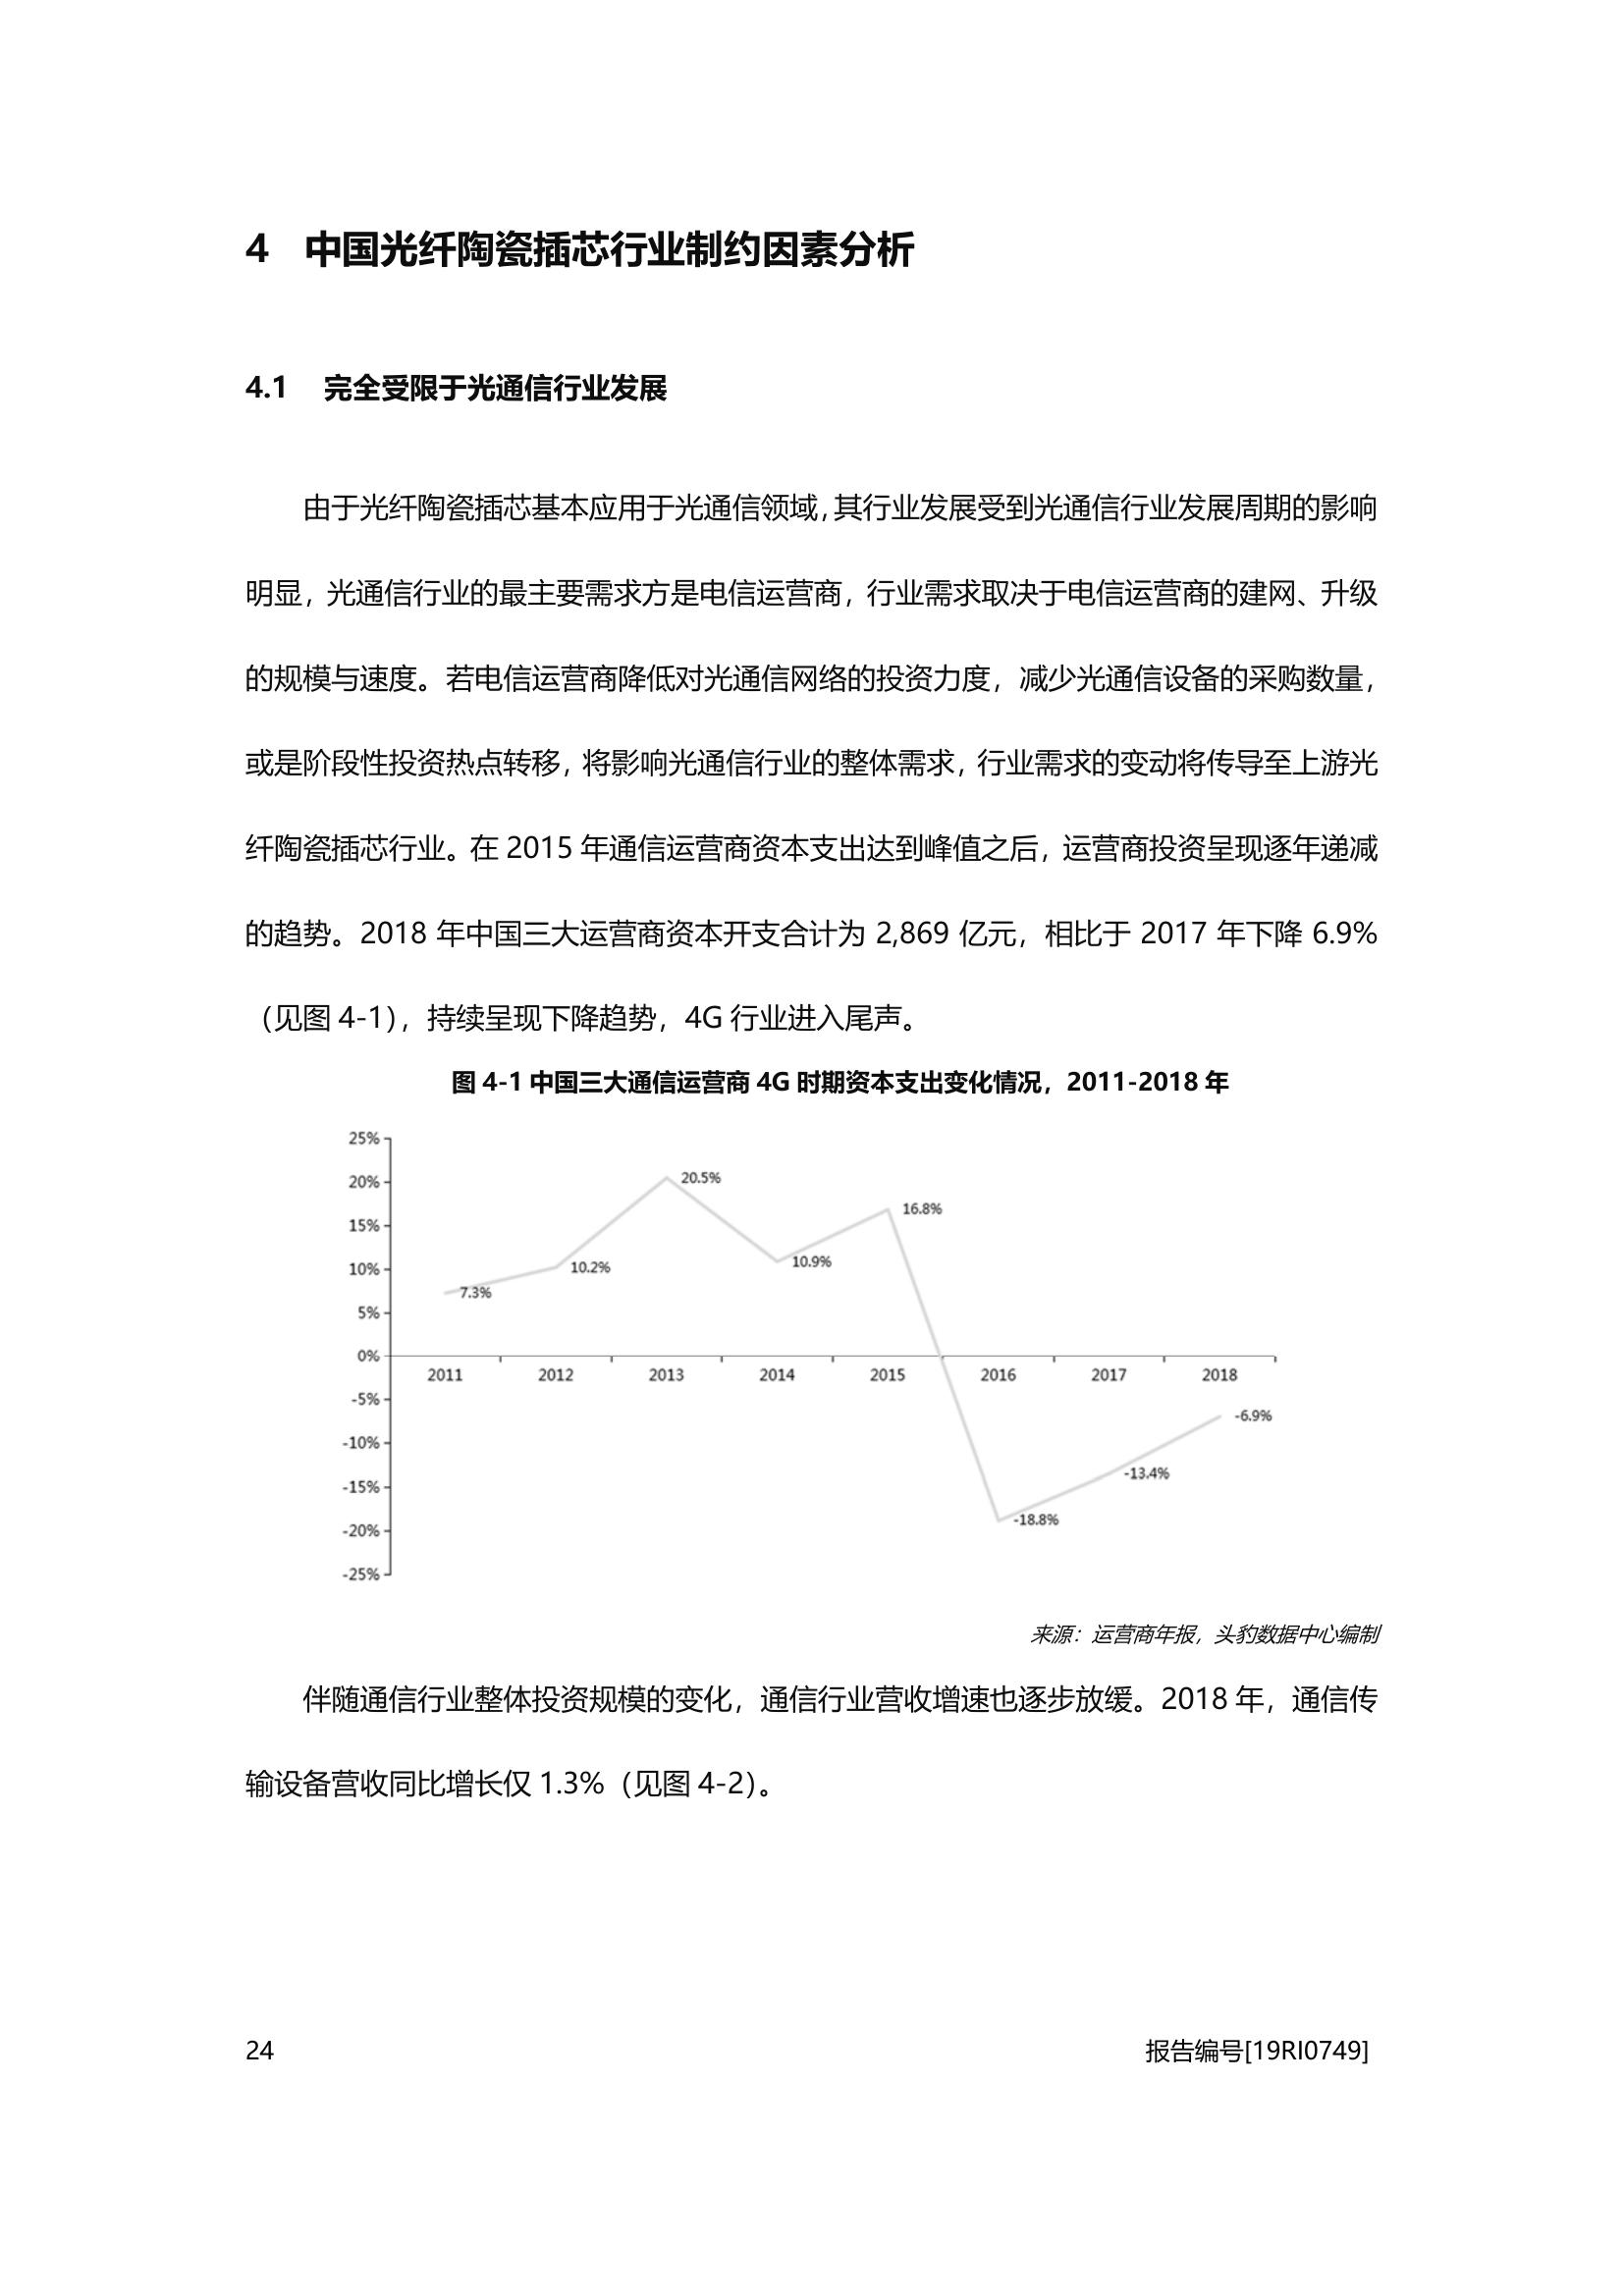 4 中国光纤陶瓷插芯行业制约因素分析
4.1 完全受限于光通信行业发展
由于光纤陶瓷插芯基本应用于光通信领域，其行业发展受到光通信行业发展周期的影响
明显，光通信行业的最主要需求方是电信运营商，行业需求取决于电信运营商的建网、升级
的规模与速度。若电信运营商降低对光通信网络的投资力度，减少光通信设备的采购数量，
或是阶段性投资热点转移，将影响光通信行业的整体需求，行业需求的变动将传导至上游光
纤陶瓷插芯行业。在 2015 年通信运营商资本支出达到峰值之后，运营商投资呈现逐年递减
的趋势。2018 年中国三大运营商资本开支合计为 2,869 亿元，相比于 2017 年下降 6.9%
（见图 4-1），持续呈现下降趋势，4G 行业进入尾声。
图 4-1 中国三大通信运营商 4G 时期资本支出变化情况，2011-2018 年
25%
20%
15%
10%
5%
0%
-5%
-10%
-15%
-20%
-25%
7.3%
10.2%
20.5%
10.9%
16.8%
-18.8%
-13.4%
-6.9%
2011 2012 2013 2014 2015 2016 2017 2018
来源：运营商年报，头豹数据中心编制
伴随通信行业整体投资规模的变化，通信行业营收增速也逐步放缓。2018 年，通信传
输设备营收同比增长仅 1.3%（见图 4-2）。
24 报告编号[19RI0749]